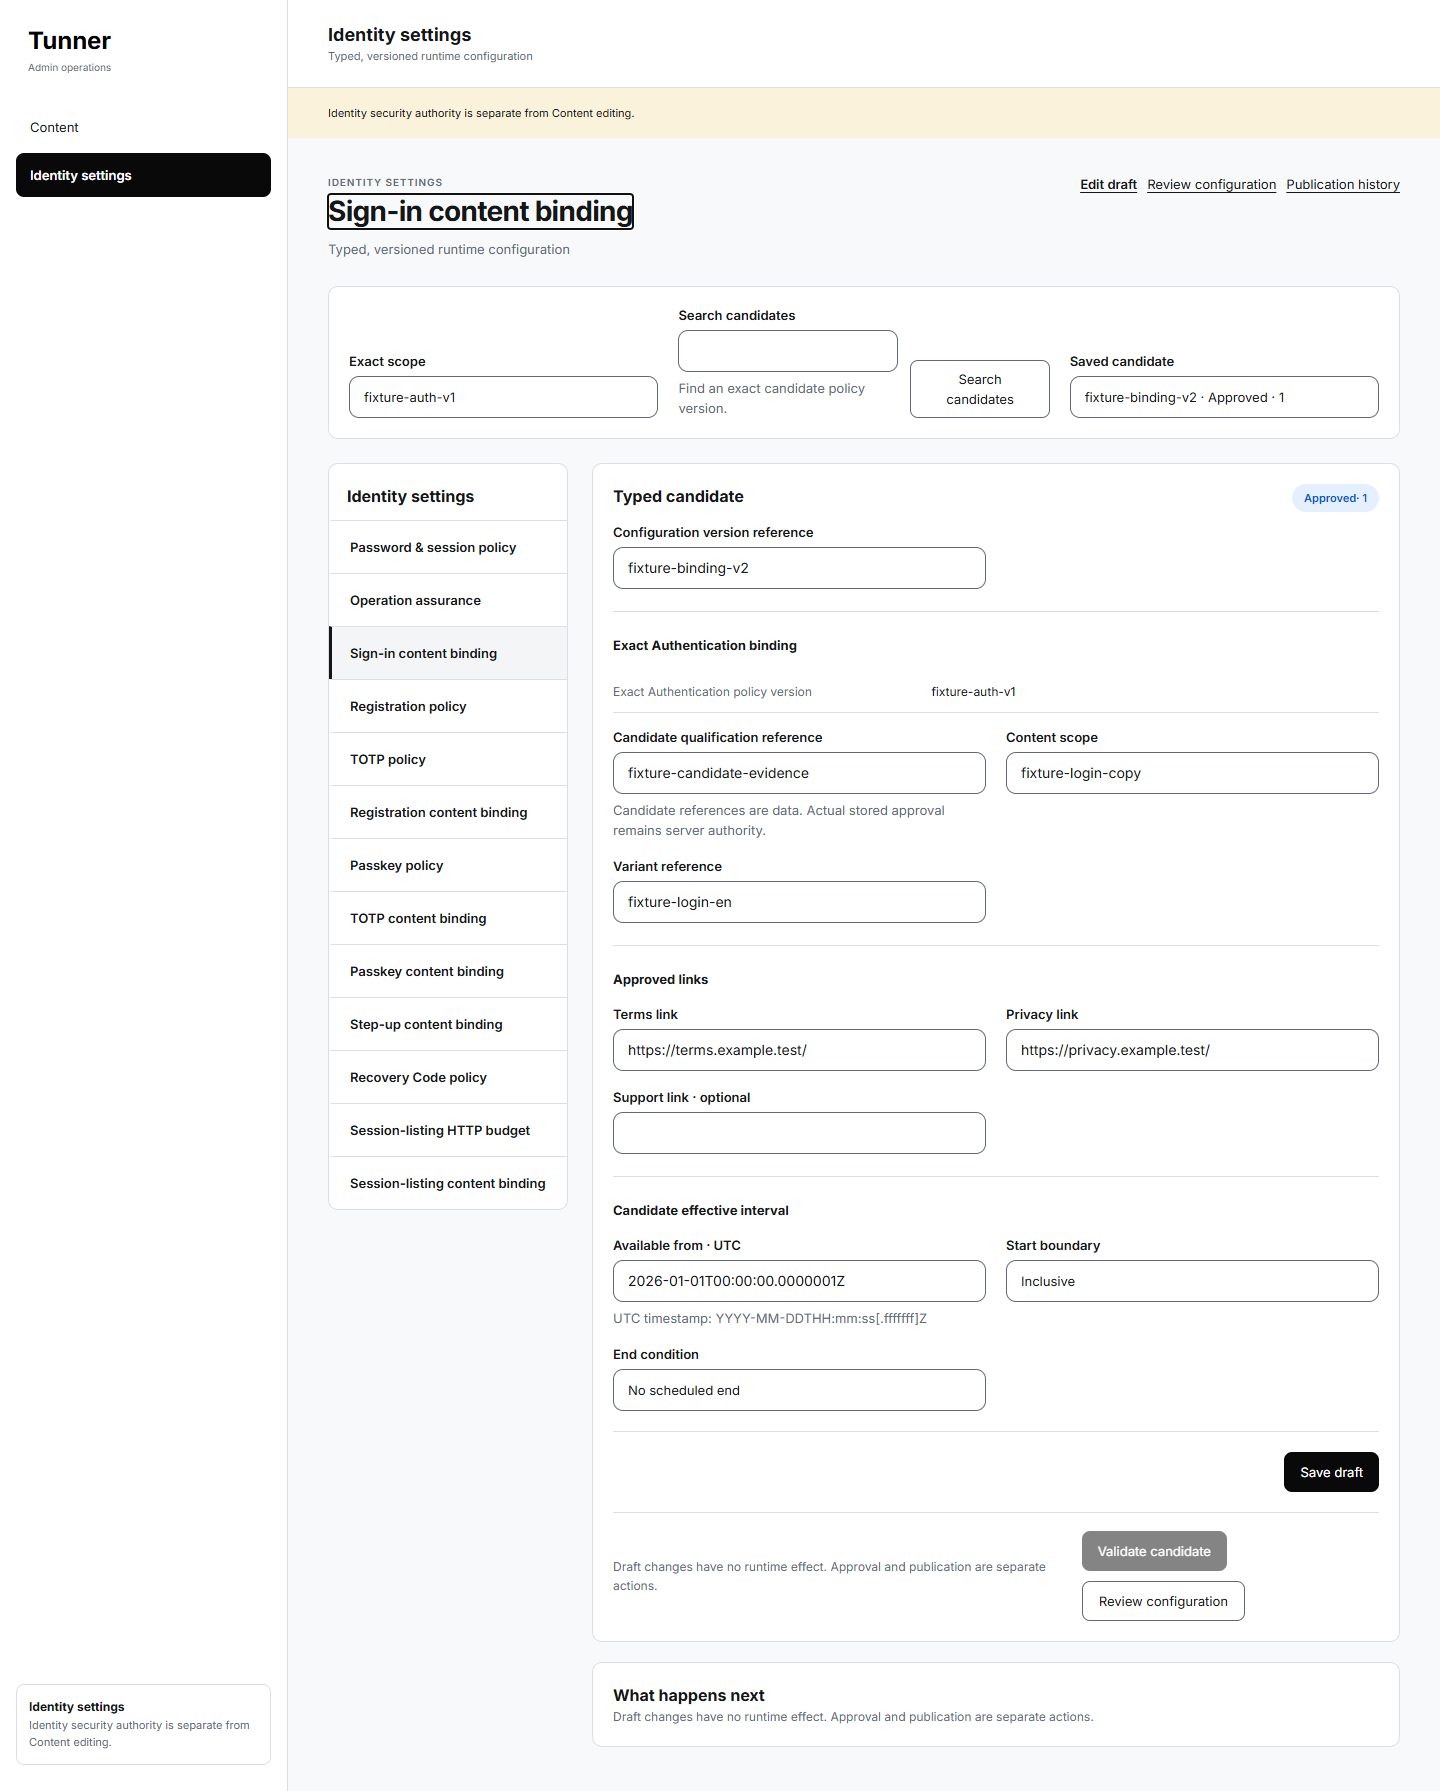 Tunner
Admin operations
Content
Identity settings
Identity settings
Identity security authority is separate from
Content editing.
Identity settings
Typed, versioned runtime configuration
Identity security authority is separate from Content editing.
IDENTITY SETTINGS
Sign-in content binding
Typed, versioned runtime configuration
Edit draft
Review configuration
Publication history
Exact scope
fixture-auth-v1
Search candidates
Find an exact candidate policy
version.
Search
candidates
Saved candidate
fixture-binding-v2 · Approved · 1
Identity settings
Password & session policy
Operation assurance
Sign-in content binding
Registration policy
TOTP policy
Registration content binding
Passkey policy
TOTP content binding
Passkey content binding
Step-up content binding
Recovery Code policy
Session-listing HTTP budget
Session-listing content binding
Typed candidate
Approved· 1
Configuration version reference
fixture-binding-v2
Exact Authentication binding
Exact Authentication policy version
fixture-auth-v1
Candidate qualification reference
fixture-candidate-evidence
Candidate references are data. Actual stored approval
remains server authority.
Content scope
fixture-login-copy
Variant reference
fixture-login-en
Approved links
Terms link
https://terms.example.test/
Privacy link
https://privacy.example.test/
Support link · optional
Candidate effective interval
Available from · UTC
2026-01-01T00:00:00.0000001Z
UTC timestamp: YYYY-MM-DDTHH:mm:ss[.fffffff]Z
Start boundary
Inclusive
End condition
No scheduled end
Save draft
Draft changes have no runtime effect. Approval and publication are separate
actions.
Validate candidate
Review configuration
What happens next
Draft changes have no runtime effect. Approval and publication are separate actions.